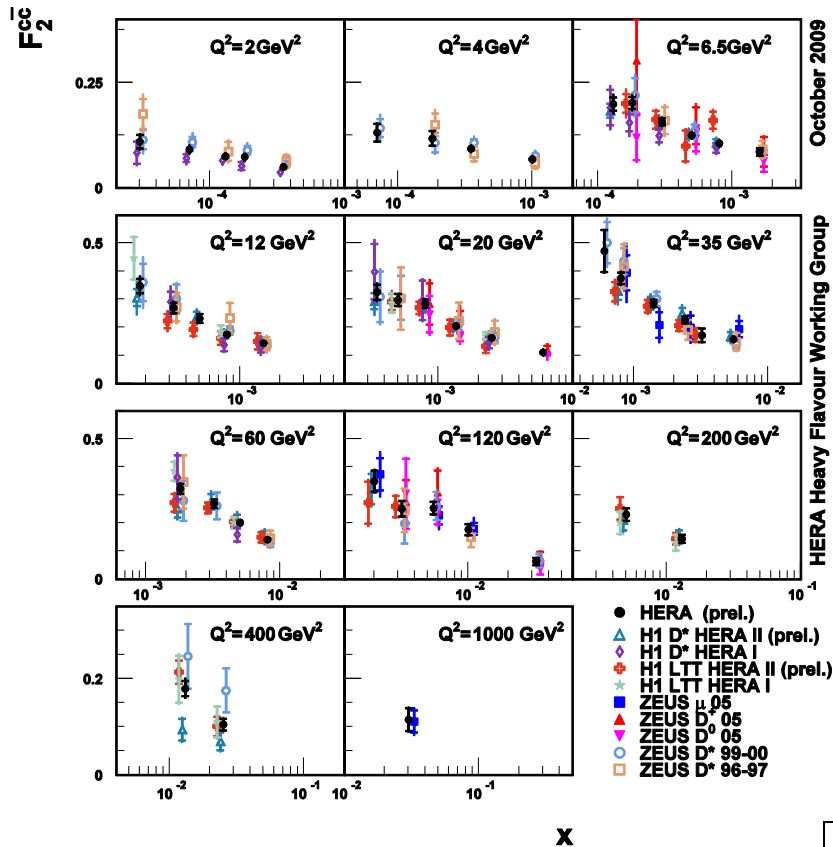 F₂^cc̄
October 2009
HERA Heavy Flavour Working Group
Q²=2GeV² Q²=4GeV² Q²=6.5GeV²
0.25
0
10⁻⁴ 10⁻⁴ 10⁻³ 10⁻⁴ 10⁻³
Q²=12 GeV² Q²=20 GeV² Q²=35 GeV²
0.5
0
10⁻³ 10⁻³ 10⁻² 10⁻³ 10⁻²
Q²=60 GeV² Q²=120 GeV² Q²=200 GeV²
0.5
0
10⁻³ 10⁻² 10⁻² 10⁻² 10⁻¹
Q²=400 GeV² Q²=1000 GeV²
0.2
0
10⁻² 10⁻¹ 10⁻² 10⁻¹
HERA (prel.)
H1 D* HERA II (prel.)
H1 D* HERA I
H1 LTT HERA II (prel.)
H1 LTT HERA I
ZEUS μ 05
ZEUS D⁺ 05
ZEUS D⁰ 05
ZEUS D* 99-00
ZEUS D* 96-97
x